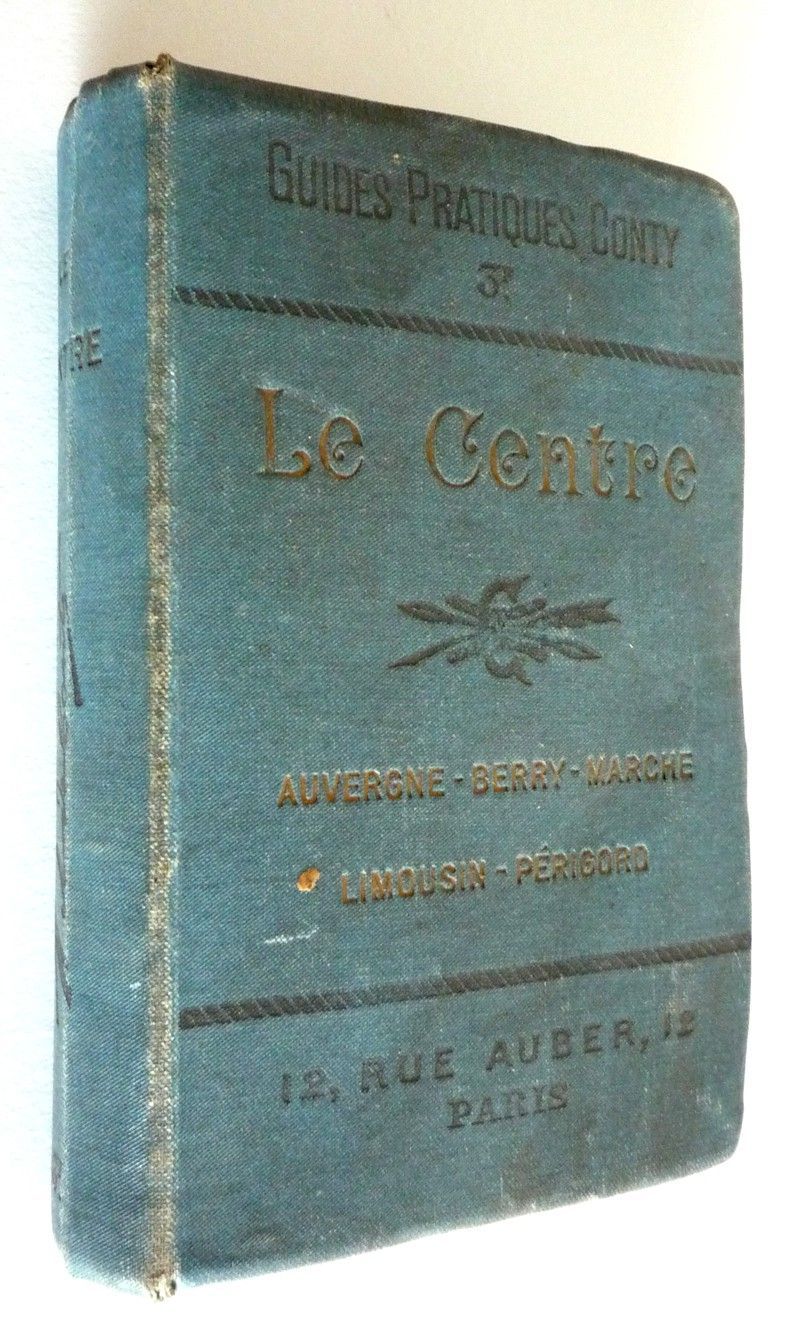 GUIDES PRATIQUES CONTY
3F.
Le Centre
AUVERGNE - BERRY - MARCHE
LIMOUSIN - PÉRIGORD
12, RUE AUBER, 12
PARIS